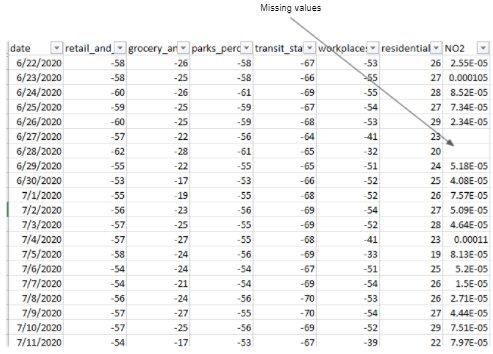 Missing values
date retail_and_ grocery_an parks_perc transit_sta workplaces residential NO2
6/22/2020 -58 -26 -58 -67 -53 26 2.55E-05
6/23/2020 -58 -25 -58 -66 -55 27 0.000105
6/24/2020 -60 -26 -61 -69 -55 28 8.52E-05
6/25/2020 -59 -25 -59 -67 -54 27 7.34E-05
6/26/2020 -60 -25 -59 -68 -53 29 2.34E-05
6/27/2020 -57 -22 -56 -64 -41 23
6/28/2020 -62 -28 -61 -65 -32 20
6/29/2020 -55 -22 -55 -65 -51 24 5.18E-05
6/30/2020 -53 -17 -53 -66 -52 25 4.08E-05
7/1/2020 -55 -19 -55 -68 -52 26 7.57E-05
7/2/2020 -56 -23 -56 -69 -54 27 5.09E-05
7/3/2020 -57 -25 -55 -69 -52 28 4.64E-05
7/4/2020 -57 -27 -55 -68 -41 23 0.00011
7/5/2020 -58 -24 -56 -69 -33 19 8.13E-05
7/6/2020 -54 -24 -54 -67 -51 25 5.2E-05
7/7/2020 -54 -21 -54 -69 -54 26 1.5E-05
7/8/2020 -56 -24 -56 -70 -53 26 2.71E-05
7/9/2020 -57 -27 -55 -70 -54 27 4.44E-05
7/10/2020 -57 -25 -56 -69 -52 29 7.51E-05
7/11/2020 -54 -17 -53 -67 -39 22 7.97E-05